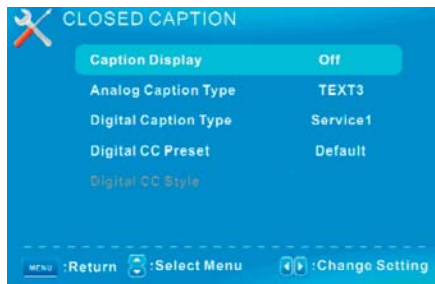 CLOSED CAPTION
Caption Display Off
Analog Caption Type TEXT3
Digital Caption Type Service1
Digital CC Preset Default
Digital CC Style
MENU :Return :Select Menu :Change Setting